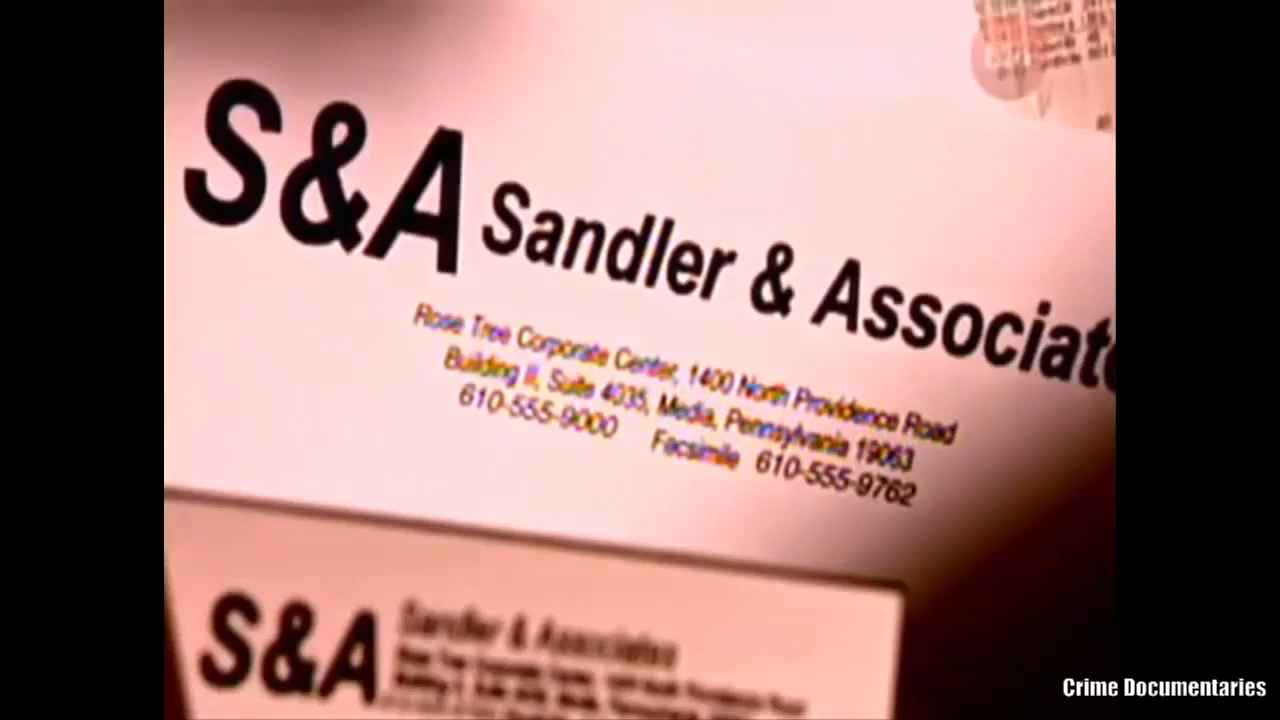 S&A Sandler & Associate
Rose Tree Corporate Center, 1400 North Providence Road
Building II, Suite 4035, Media, Pennsylvania 19063
610-555-9000 Facsimile 610-555-9762
S&A Sandler & Associates
Crime Documentaries